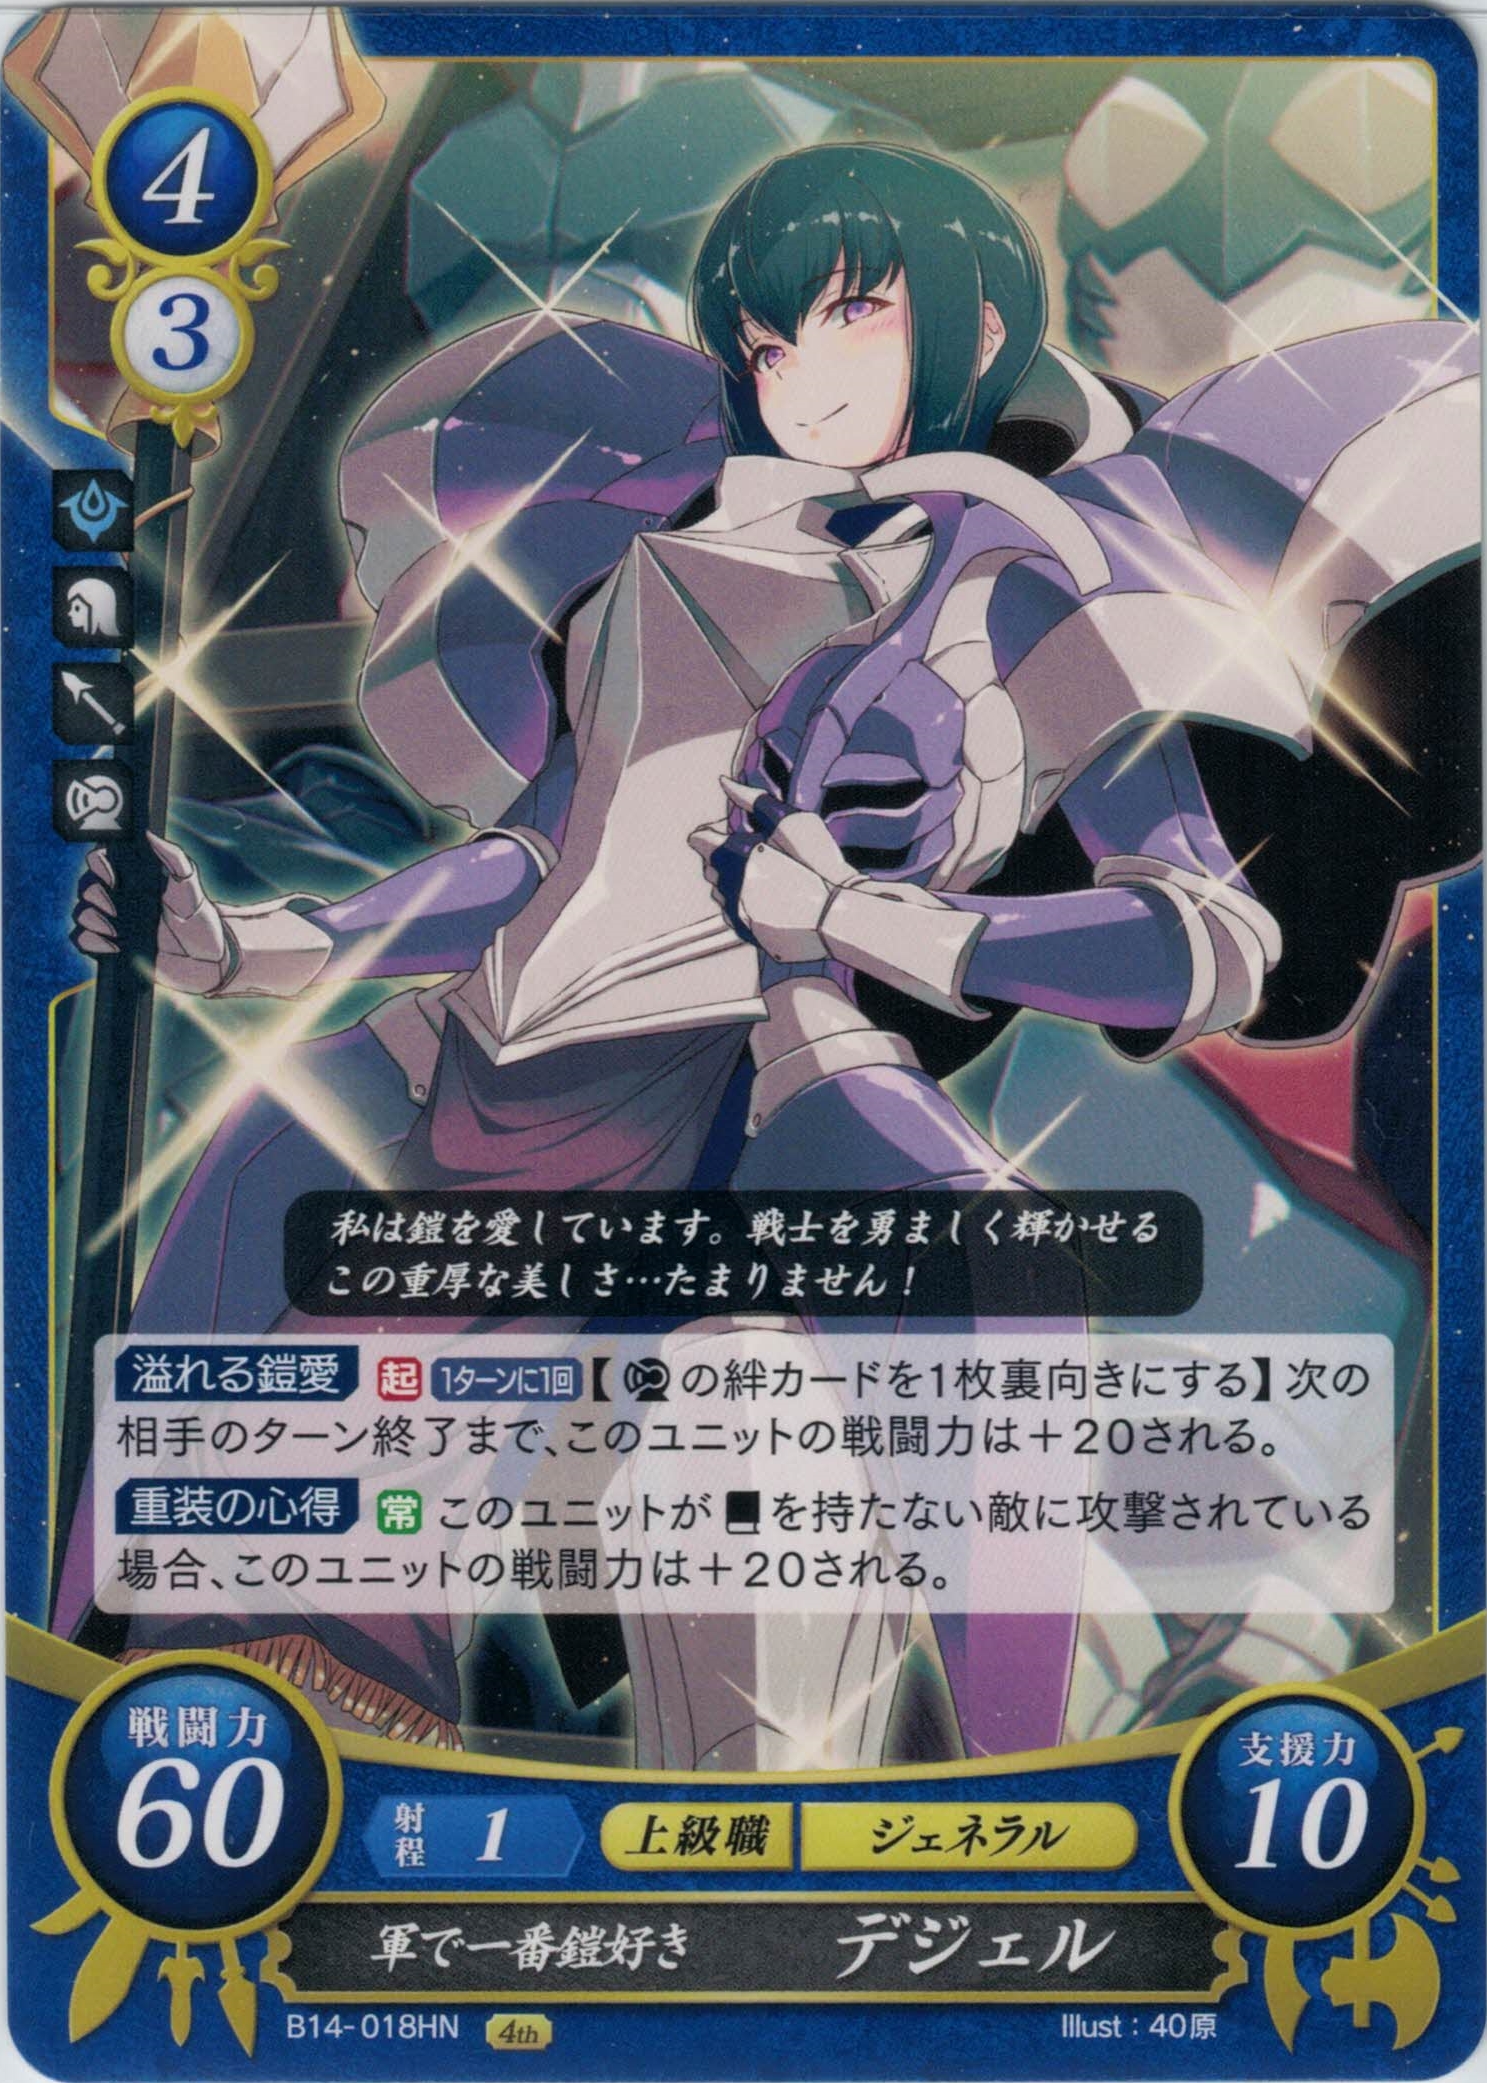 4
3
私は鎧を愛しています。戦士を勇ましく輝かせる
この重厚な美しさ…たまりません！
溢れる鎧愛 起 1ターンに1回【 の絆カードを1枚裏向きにする】次の
相手のターン終了まで、このユニットの戦闘力は＋20される。
重装の心得 常 このユニットが を持たない敵に攻撃されている
場合、このユニットの戦闘力は＋20される。
戦闘力
60
射程 1
上級職 ジェネラル
支援力
10
軍で一番鎧好き デジェル
B14-018HN 4th Illust：40原